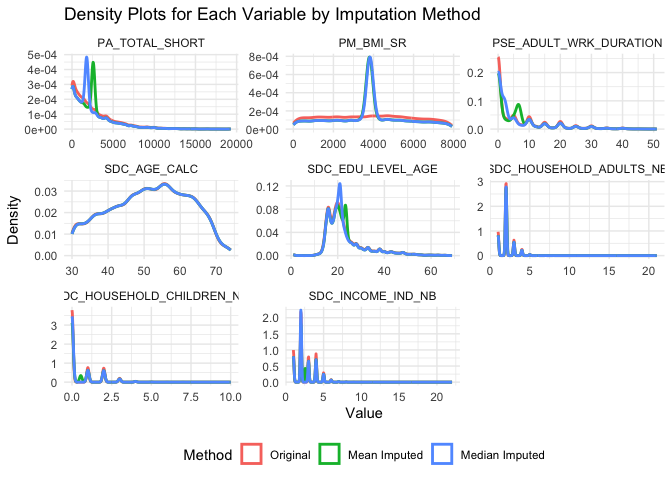 Density Plots for Each Variable by Imputation Method
PA_TOTAL_SHORT
PM_BMI_SR
PSE_ADULT_WRK_DURATION
5e-04
4e-04
3e-04
2e-04
1e-04
0e+00
0 5000 10000 15000 20000
8e-04
6e-04
4e-04
2e-04
0e+00
0 2000 4000 6000 8000
0.2
0.1
0.0
0 10 20 30 40 50
SDC_AGE_CALC
SDC_EDU_LEVEL_AGE
SDC_HOUSEHOLD_ADULTS_NB
Density
0.03
0.02
0.01
0.00
30 40 50 60 70
0.12
0.08
0.04
0.00
0 20 40 60
3
2
1
0
0 5 10 15 20
DC_HOUSEHOLD_CHILDREN_N
SDC_INCOME_IND_NB
3
2
1
0
0.0 2.5 5.0 7.5 10.0
2.0
1.5
1.0
0.5
0.0
0 5 10 15 20
Value
Method Original Mean Imputed Median Imputed